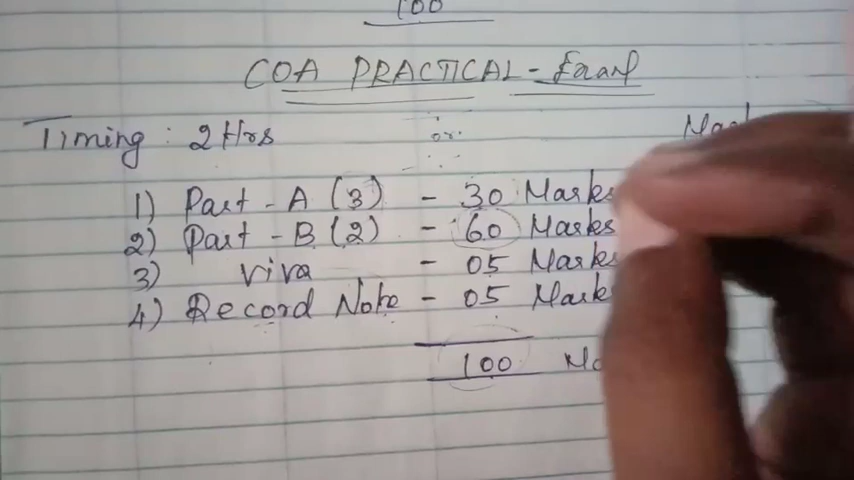 100
COA PRACTICAL - Exam
Timing : 2 Hrs or.
1) Part - A (3) - 30 Marks
2) Part - B (2) - 60 Marks
3) Viva - 05 Marks
4) Record Note - 05 Mark
100